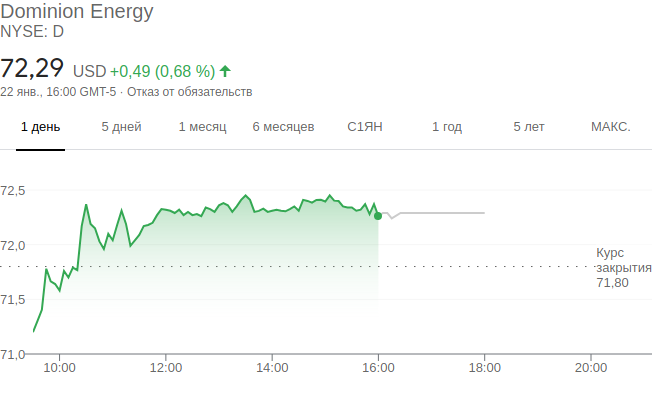 Dominion Energy
NYSE: D
72,29 USD +0,49 (0,68 %)
22 янв., 16:00 GMT-5 · Отказ от обязательств
1 день 5 дней 1 месяц 6 месяцев С1ЯН 1 год 5 лет МАКС.
72,5
72,0
Курс
закрытия
71,80
71,5
71,0
10:00 12:00 14:00 16:00 18:00 20:00